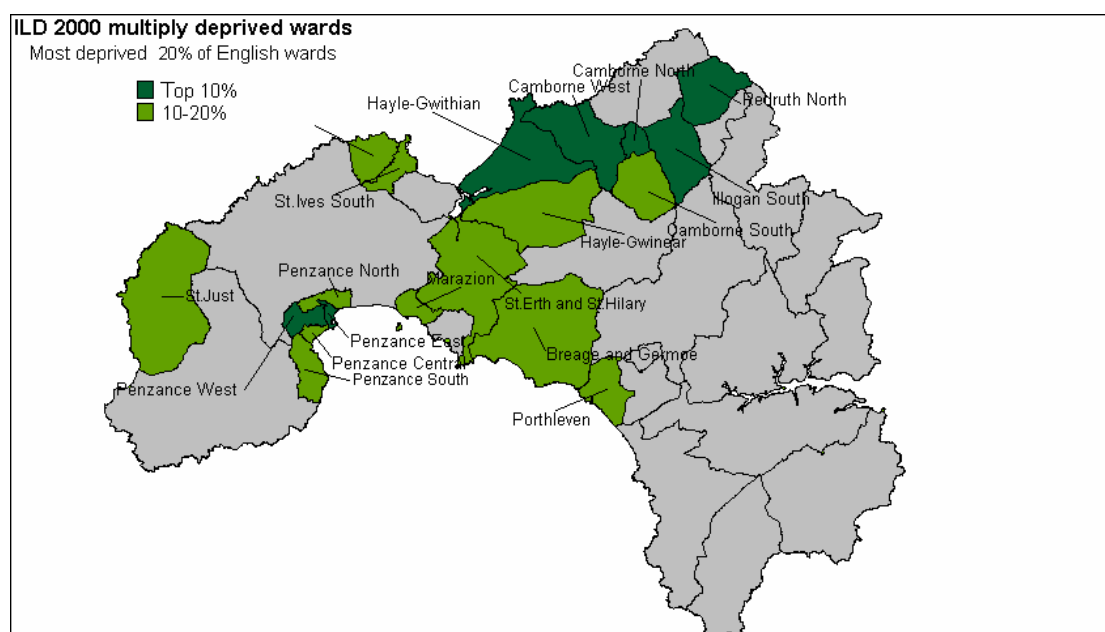 ILD 2000 multiply deprived wards
Most deprived 20% of English wards
Top 10%
10-20%
Camborne North
Camborne West
Hayle-Gwithian
Redruth North
St.Ives South
Illogan South
Camborne South
Hayle-Gwinear
Penzance North
Marazion
St.Just
St.Erth and St.Hilary
Penzance East
Breage and Germoe
Penzance Central
Penzance South
Penzance West
Porthleven